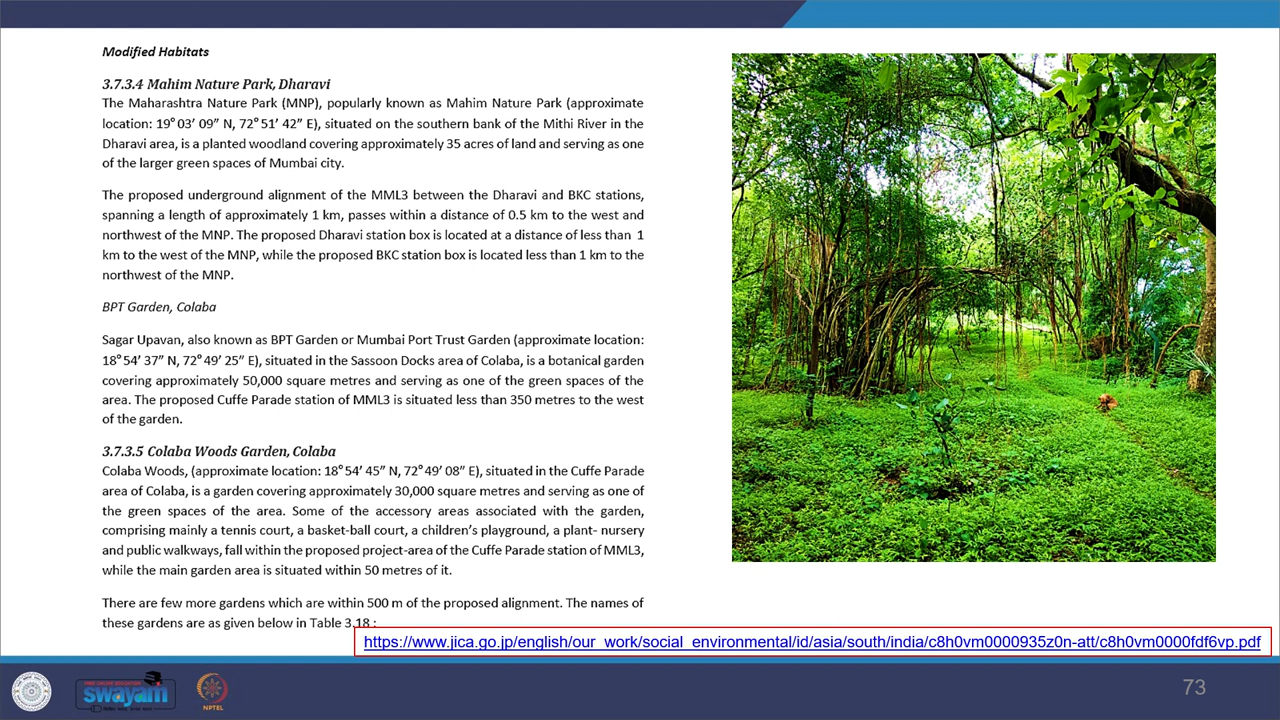 Modified Habitats
3.7.3.4 Mahim Nature Park, Dharavi
The Maharashtra Nature Park (MNP), popularly known as Mahim Nature Park (approximate
location: 19° 03' 09" N, 72° 51' 42" E), situated on the southern bank of the Mithi River in the
Dharavi area, is a planted woodland covering approximately 35 acres of land and serving as one
of the larger green spaces of Mumbai city.
The proposed underground alignment of the MML3 between the Dharavi and BKC stations,
spanning a length of approximately 1 km, passes within a distance of 0.5 km to the west and
northwest of the MNP. The proposed Dharavi station box is located at a distance of less than 1
km to the west of the MNP, while the proposed BKC station box is located less than 1 km to the
northwest of the MNP.
BPT Garden, Colaba
Sagar Upavan, also known as BPT Garden or Mumbai Port Trust Garden (approximate location:
18° 54' 37" N, 72° 49' 25" E), situated in the Sassoon Docks area of Colaba, is a botanical garden
covering approximately 50,000 square metres and serving as one of the green spaces of the
area. The proposed Cuffe Parade station of MML3 is situated less than 350 metres to the west
of the garden.
3.7.3.5 Colaba Woods Garden, Colaba
Colaba Woods, (approximate location: 18° 54' 45" N, 72° 49' 08" E), situated in the Cuffe Parade
area of Colaba, is a garden covering approximately 30,000 square metres and serving as one of
the green spaces of the area. Some of the accessory areas associated with the garden,
comprising mainly a tennis court, a basket-ball court, a children's playground, a plant- nursery
and public walkways, fall within the proposed project-area of the Cuffe Parade station of MML3,
while the main garden area is situated within 50 metres of it.
There are few more gardens which are within 500 m of the proposed alignment. The names of
these gardens are as given below in Table 3.18 :
https://www.jica.go.jp/english/our_work/social_environmental/id/asia/south/india/c8h0vm0000935z0n-att/c8h0vm0000fdf6vp.pdf
swayam
NPTEL
73